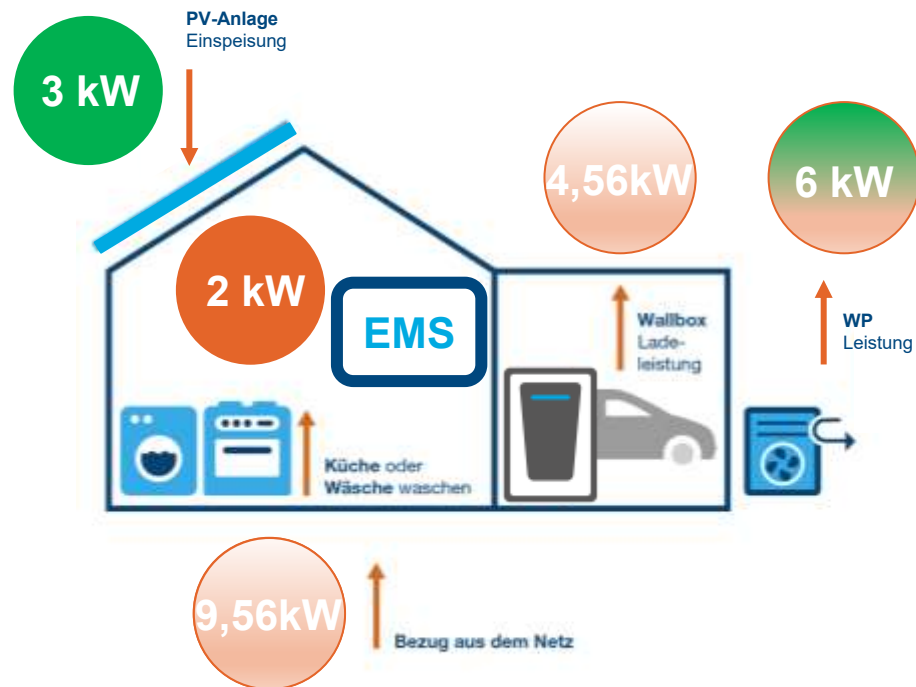 PV-Anlage
Einspeisung
3 kW
4,56kW
6 kW
2 kW
EMS
Wallbox
Lade-
leistung
WP
Leistung
Küche oder
Wäsche waschen
9,56kW
Bezug aus dem Netz